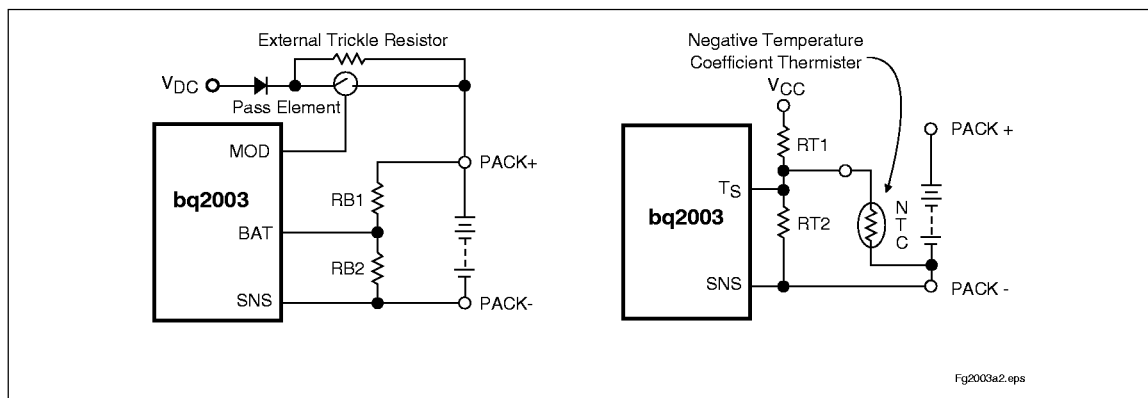 External Trickle Resistor
VDC
Pass Element
MOD
bq2003
RB1
BAT
RB2
SNS
PACK+
PACK-
Negative Temperature
Coefficient Thermister
VCC
RT1
TS
bq2003
RT2
SNS
N
T
C
PACK +
PACK -
Fg2003a2.eps